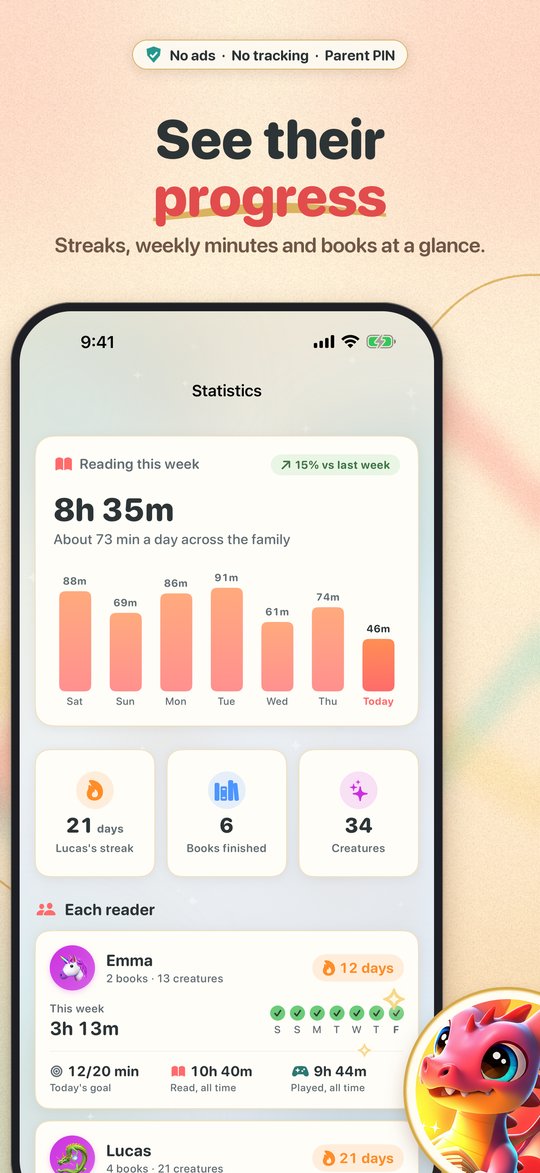 No ads · No tracking · Parent PIN
See their
progress
Streaks, weekly minutes and books at a glance.
9:41
Statistics
Reading this week
15% vs last week
8h 35m
About 73 min a day across the family
88m 69m 86m 91m 61m 74m 46m
Sat Sun Mon Tue Wed Thu Today
21 days 6 34
Lucas's streak Books finished Creatures
Each reader
Emma
2 books · 13 creatures
12 days
This week
3h 13m
S S M T W T F
12/20 min 10h 40m 9h 44m
Today's goal Read, all time Played, all time
Lucas
4 books · 21 creatures
21 days